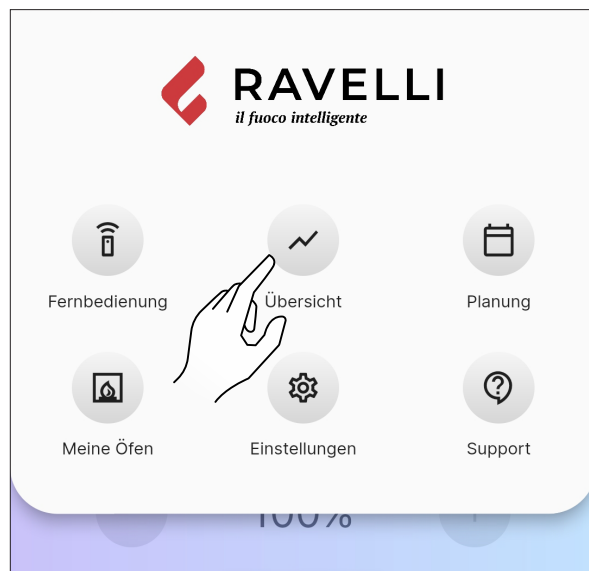 RAVELLI
il fuoco intelligente
Fernbedienung
Übersicht
Planung
Meine Öfen
Einstellungen
Support
100%